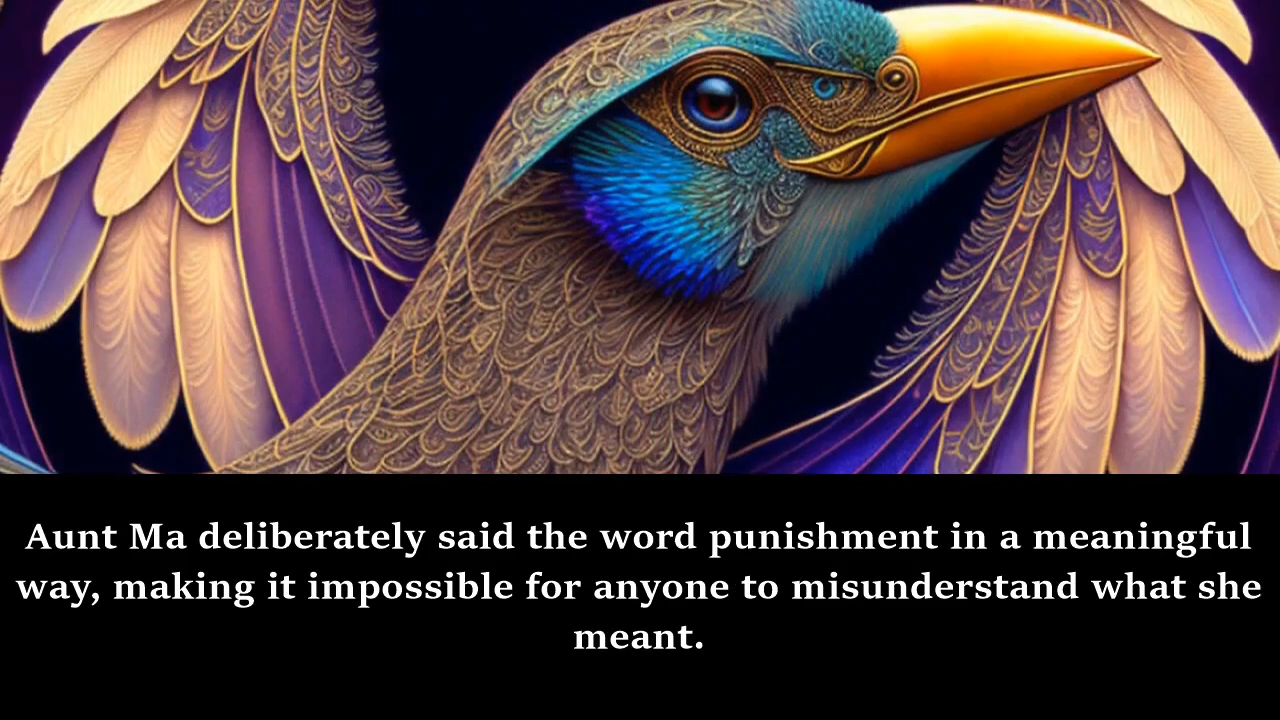 Aunt Ma deliberately said the word punishment in a meaningful
way, making it impossible for anyone to misunderstand what she
meant.